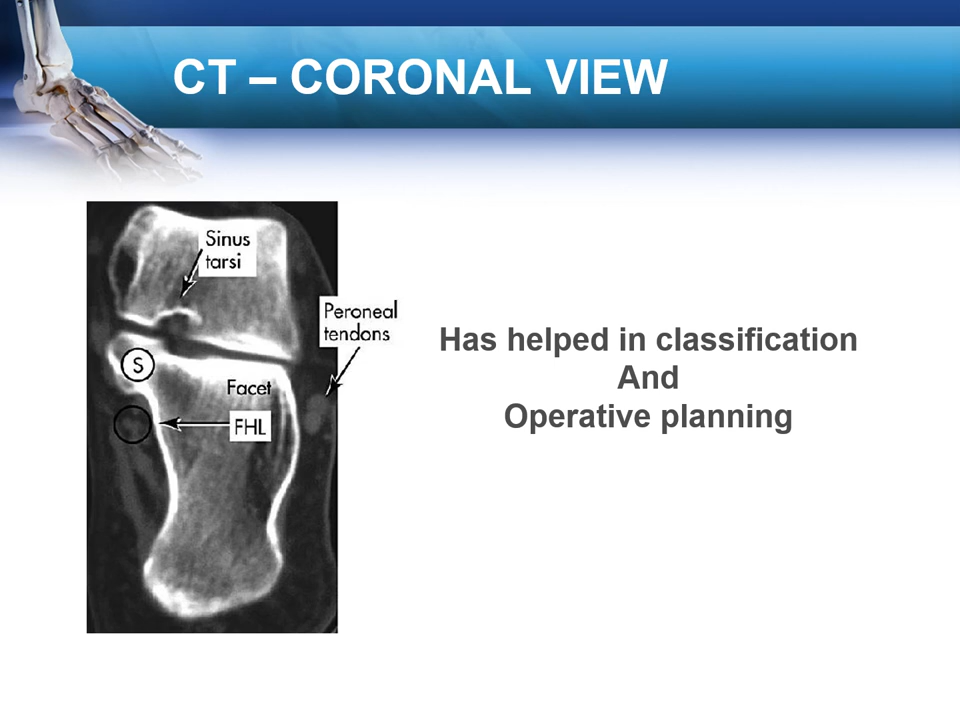 CT – CORONAL VIEW
Sinus
tarsi
Peroneal
tendons
S
Facet
FHL
Has helped in classification
And
Operative planning